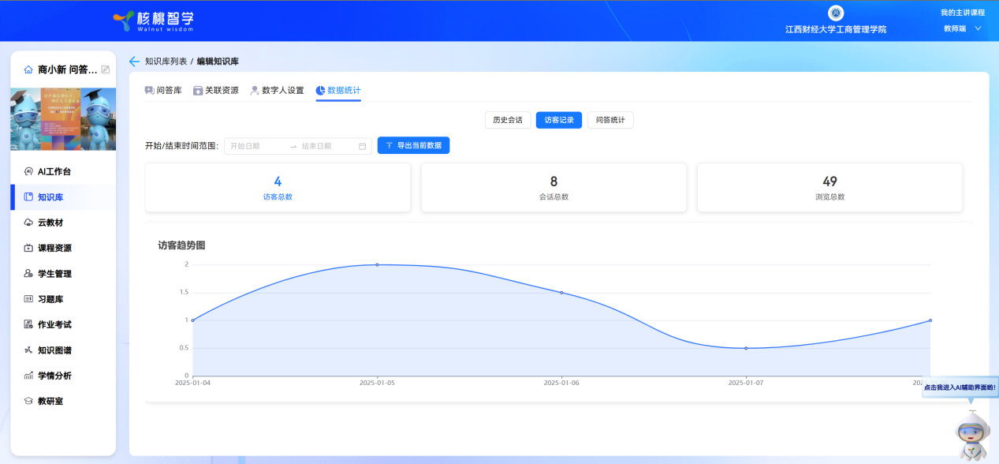 核桃智学
Walnut wisdom
江西财经大学工商管理学院
我的主讲课程
教师端
商小新 问答...
AI工作台
知识库
云教材
课程资源
学生管理
习题库
作业考试
知识图谱
学情分析
教研室
知识库列表 / 编辑知识库
问答库 关联资源 数字人设置 数据统计
历史会话 访客记录 问答统计
开始/结束时间范围: 开始日期 → 结束日期 导出当前数据
4
访客总数
8
会话总数
49
浏览总数
访客趋势图
2
1.5
1
0.5
0
2025-01-04 2025-01-05 2025-01-06 2025-01-07
点击我进入AI辅助界面哟!